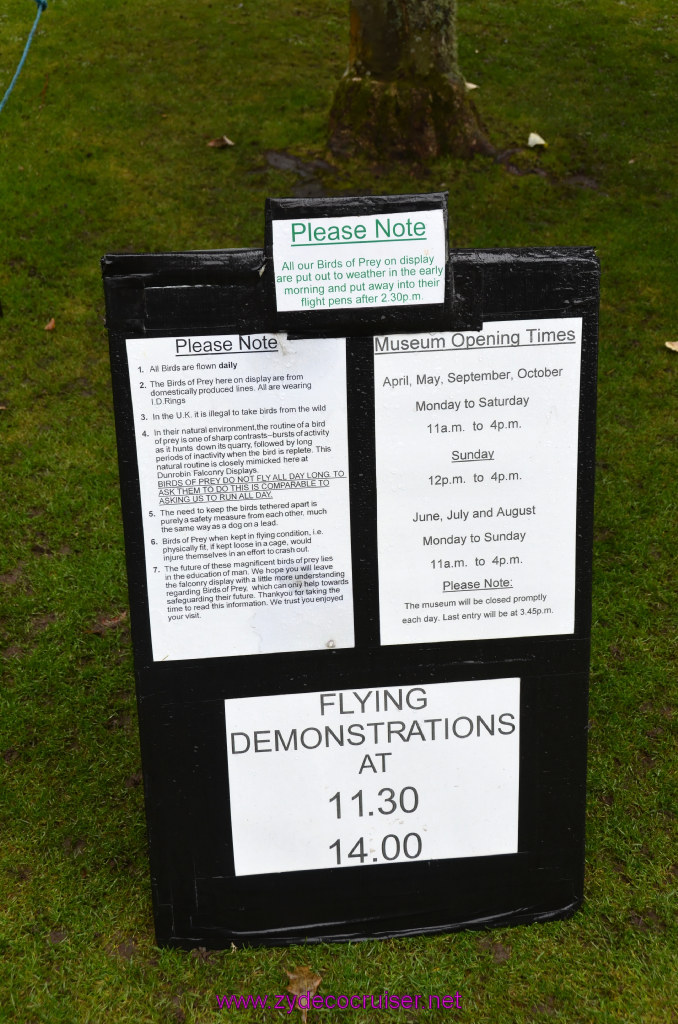 Please Note
All our Birds of Prey on display
are put out to weather in the early
morning and put away into their
flight pens after 2.30p.m.
Please Note
1. All Birds are flown daily
2. The Birds of Prey here on display are from
domestically produced lines. All are wearing
I.D.Rings
3. In the U.K. it is illegal to take birds from the wild
4. In their natural environment,the routine of a bird
of prey is one of sharp contrasts--bursts of activity
as it hunts down its quarry, followed by long
periods of inactivity when the bird is replete. This
natural routine is closely mimicked here at
Dunrobin Falconry Displays.
BIRDS OF PREY DO NOT FLY ALL DAY LONG. TO
ASK THEM TO DO THIS IS COMPARABLE TO
ASKING US TO RUN ALL DAY.
5. The need to keep the birds tethered apart is
purely a safety measure from each other, much
the same way as a dog on a lead.
6. Birds of Prey when kept in flying condition, i.e.
physically fit, if kept loose in a cage, would
injure themselves in an effort to crash out.
7. The future of these magnificent birds of prey lies
in the education of man. We hope you will leave
the falconry display with a little more understanding
regarding Birds of Prey, which can only help towards
safeguarding their future. Thankyou for taking the
time to read this information. We trust you enjoyed
your visit.
Museum Opening Times
April, May, September, October
Monday to Saturday
11a.m. to 4p.m.
Sunday
12p.m. to 4p.m.
June, July and August
Monday to Sunday
11a.m. to 4p.m.
Please Note:
The museum will be closed promptly
each day. Last entry will be at 3.45p.m.
FLYING
DEMONSTRATIONS
AT
11.30
14.00
www.zydecocruiser.net